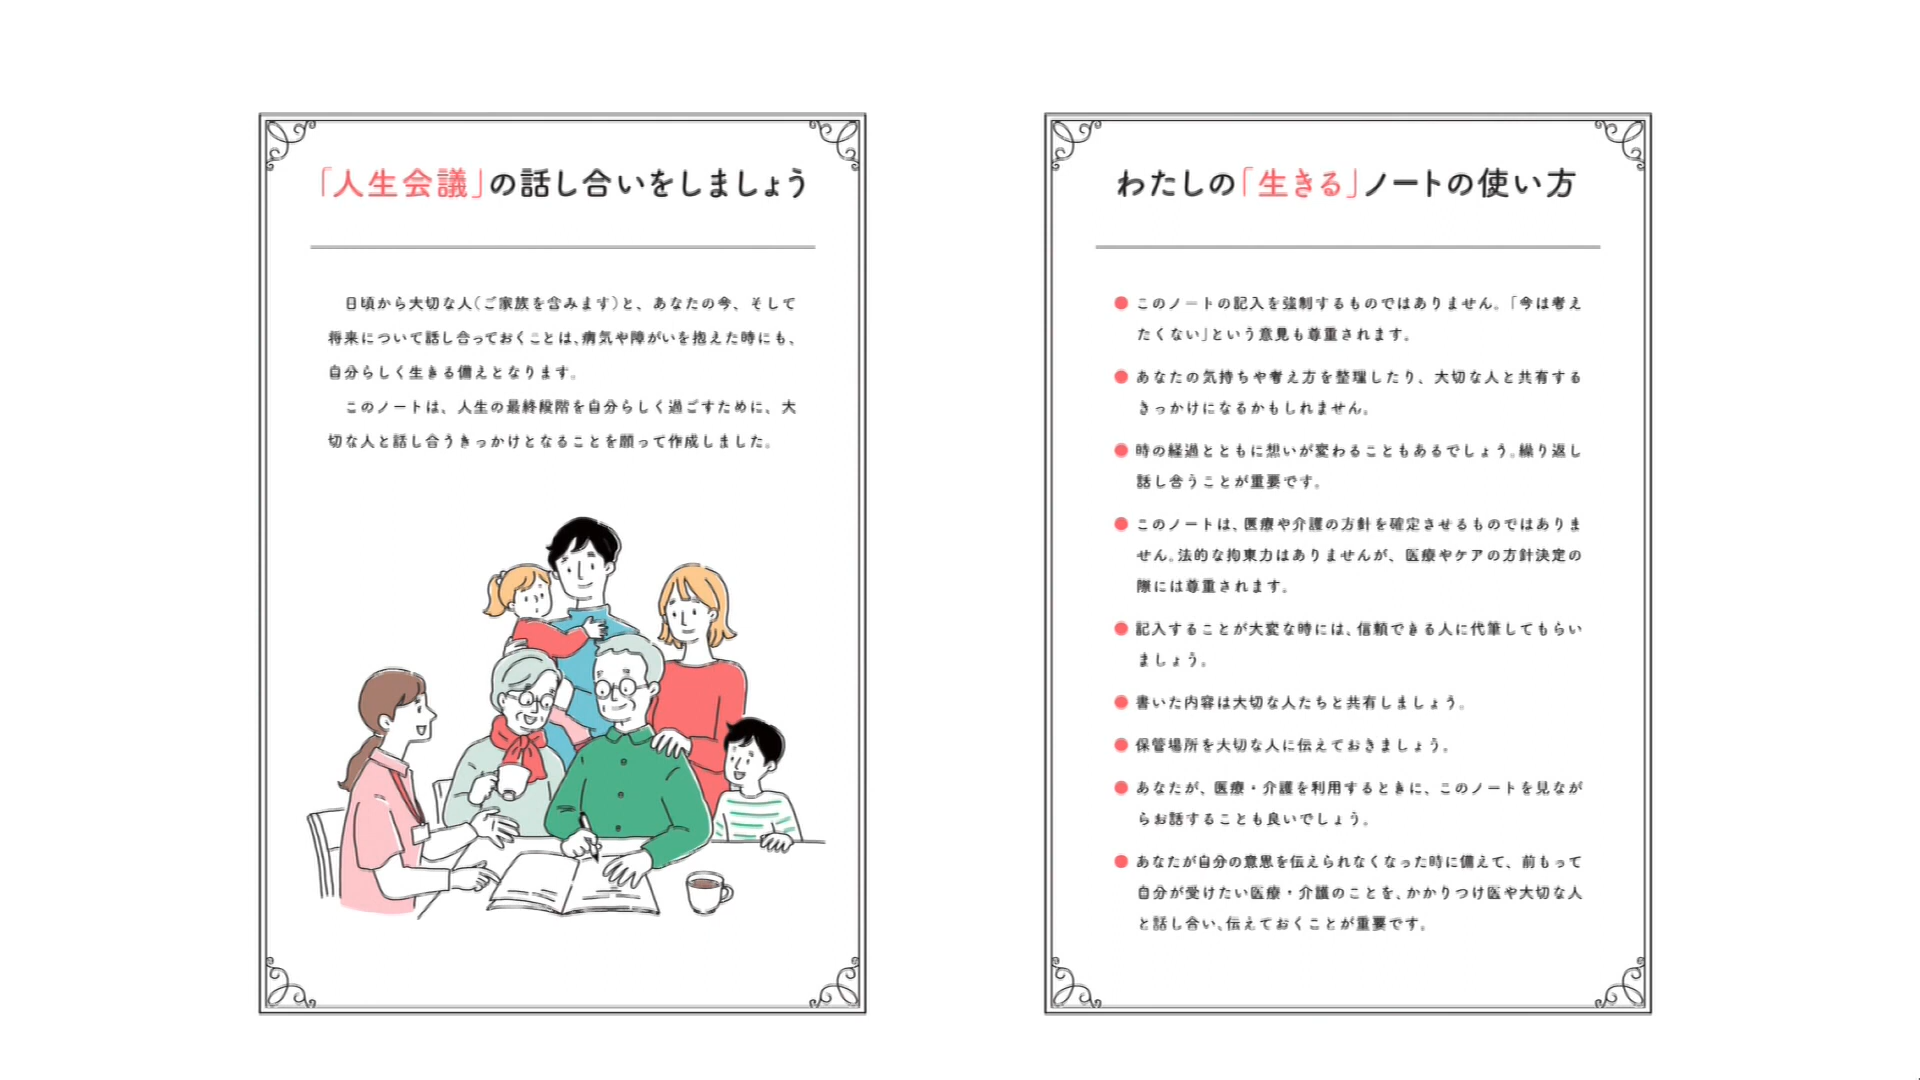 「人生会議」の話し合いをしましょう
日頃から大切な人(ご家族を含みます)と、あなたの今、そして
将来について話し合っておくことは、病気や障がいを抱えた時にも、
自分らしく生きる備えとなります。
このノートは、人生の最終段階を自分らしく過ごすために、大
切な人と話し合うきっかけとなることを願って作成しました。
わたしの「生きる」ノートの使い方
●このノートの記入を強制するものではありません。「今は考え
たくない」という意見も尊重されます。
●あなたの気持ちや考え方を整理したり、大切な人と共有する
きっかけになるかもしれません。
●時の経過とともに想いが変わることもあるでしょう。繰り返し
話し合うことが重要です。
●このノートは、医療や介護の方針を確定させるものではありま
せん。法的な拘束力はありませんが、医療やケアの方針決定の
際には尊重されます。
●記入することが大変な時には、信頼できる人に代筆してもらい
ましょう。
●書いた内容は大切な人たちと共有しましょう。
●保管場所を大切な人に伝えておきましょう。
●あなたが、医療・介護を利用するときに、このノートを見なが
らお話することも良いでしょう。
●あなたが自分の意思を伝えられなくなった時に備えて、前もって
自分が受けたい医療・介護のことを、かかりつけ医や大切な人
と話し合い、伝えておくことが重要です。